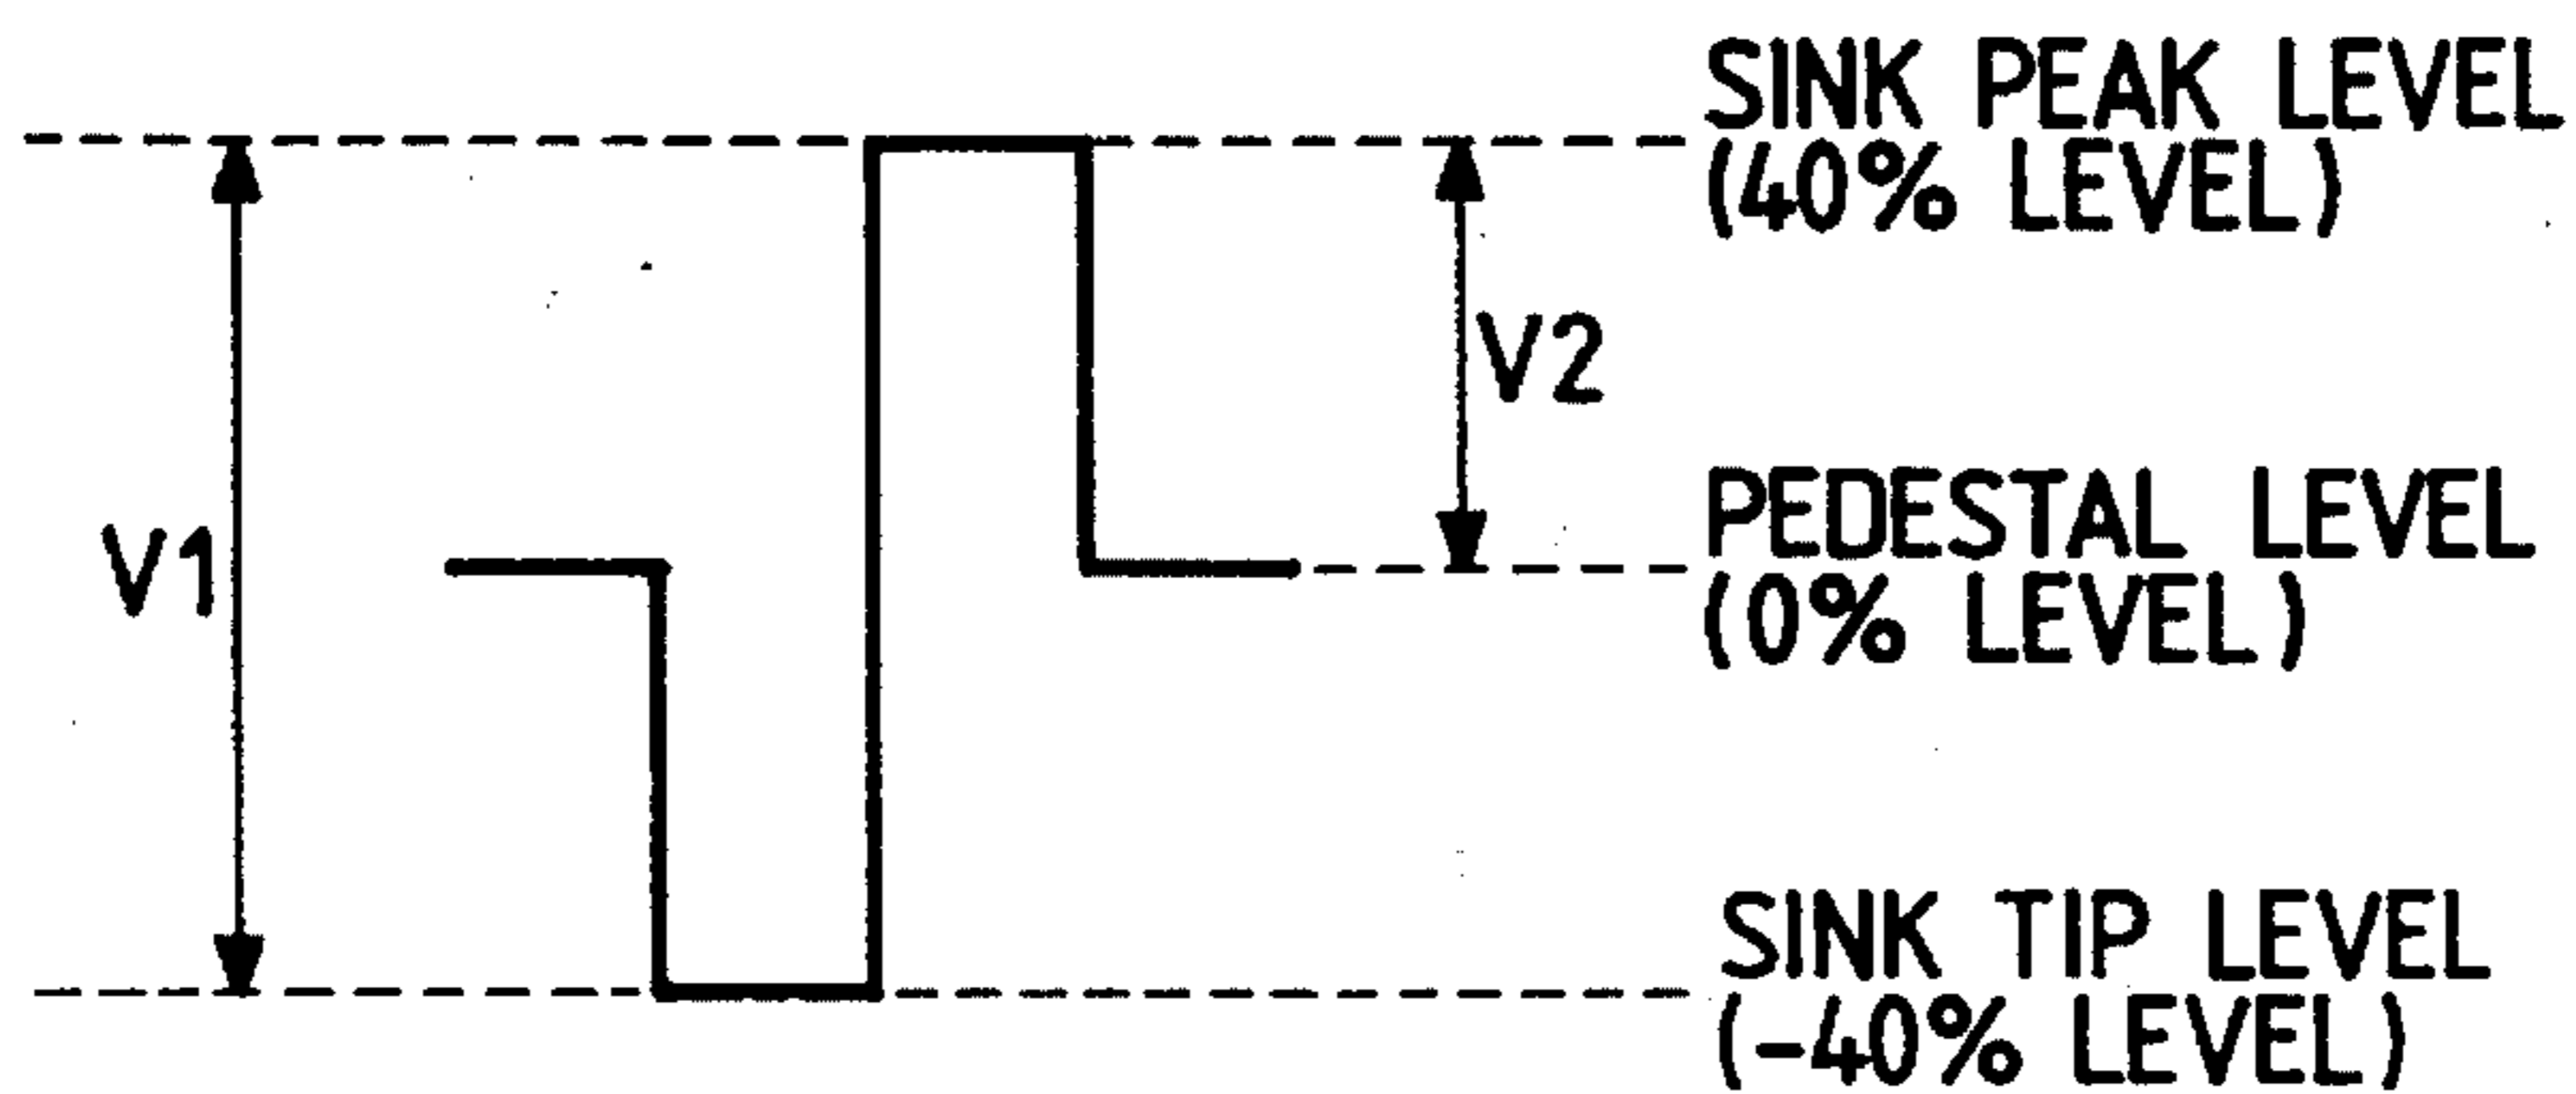 SINK PEAK LEVEL
(40% LEVEL)
V2
V1
PEDESTAL LEVEL
(0% LEVEL)
SINK TIP LEVEL
(-40% LEVEL)